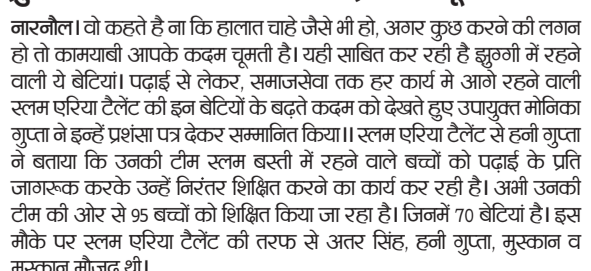 नारनौल। वो कहते है ना कि हालात चाहे जैसे भी हो, अगर कुछ करने की लगन
हो तो कामयाबी आपके कदम चूमती है। यही साबित कर रही है झुग्गी में रहने
वाली ये बेटियां। पढ़ाई से लेकर, समाजसेवा तक हर कार्य मे आगे रहने वाली
स्लम एरिया टैलेंट की इन बेटियों के बढ़ते कदम को देखते हुए उपायुक्त मोनिका
गुप्ता ने इन्हें प्रशंसा पत्र देकर सम्मानित किया।। स्लम एरिया टैलेंट से हनी गुप्ता
ने बताया कि उनकी टीम स्लम बस्ती में रहने वाले बच्चों को पढ़ाई के प्रति
जागरूक करके उन्हें निरंतर शिक्षित करने का कार्य कर रही है। अभी उनकी
टीम की ओर से 95 बच्चों को शिक्षित किया जा रहा है। जिनमें 70 बेटियां है। इस
मौके पर स्लम एरिया टैलेंट की तरफ से अतर सिंह, हनी गुप्ता, मुस्कान व
मुस्कान मौजूद थी।